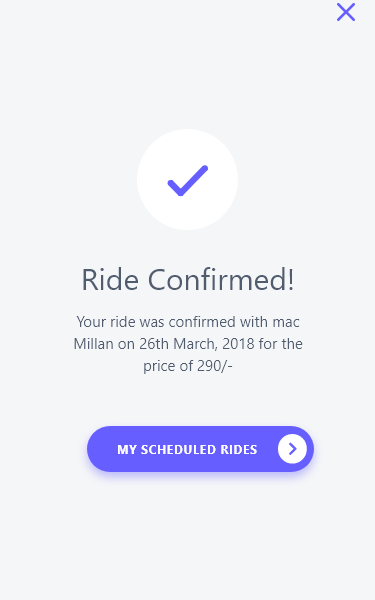 Ride Confirmed!
Your ride was confirmed with mac
Millan on 26th March, 2018 for the
price of 290/-
MY SCHEDULED RIDES